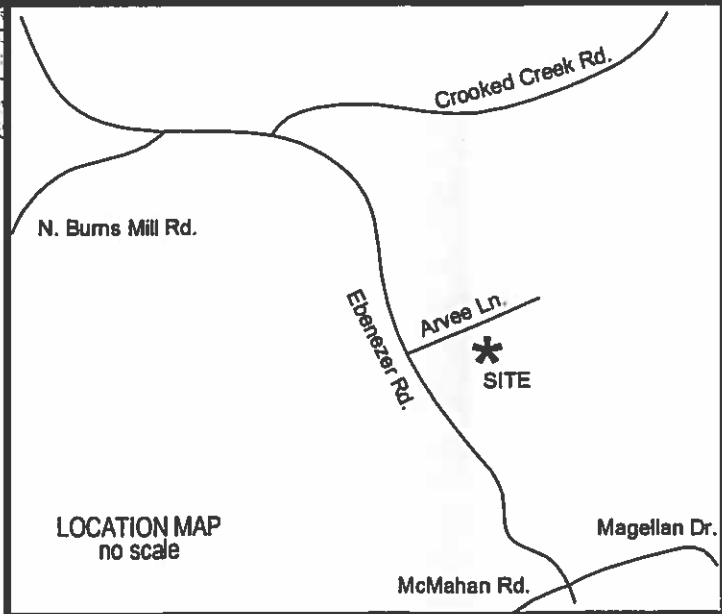 Crooked Creek Rd.
N. Burns Mill Rd.
Ebenezer Rd.
Arvee Ln.
SITE
LOCATION MAP
no scale
Magellan Dr.
McMahan Rd.